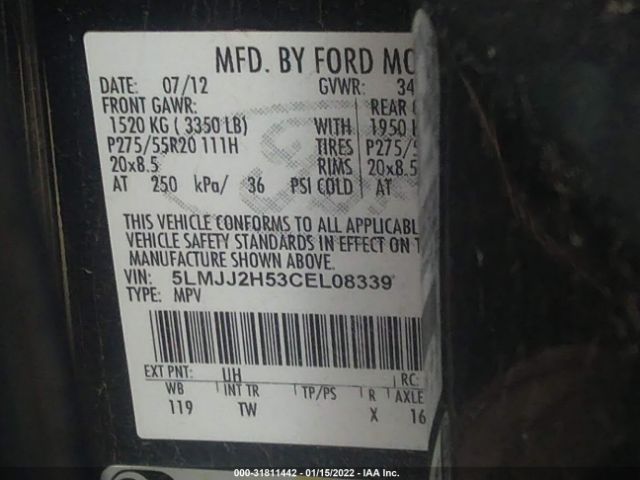 MFD. BY FORD MO
DATE: 07/12 GVWR: 34
FRONT GAWR: REAR
1520 KG ( 3350 LB) WITH 1950
P275/55R20 111H TIRES P275/5
20x8.5 RIMS 20x8.5
AT 250 kPa/ 36 PSI COLD AT
THIS VEHICLE CONFORMS TO ALL APPLICABL
VEHICLE SAFETY STANDARDS IN EFFECT ON T
MANUFACTURE SHOWN ABOVE.
VIN: 5LMJJ2H53CEL08339
TYPE: MPV
EXT PNT: UH RC:
WB INT TR TP/PS R AXLE
119 TW X 16
000-31811442 - 01/15/2022 - IAA Inc.